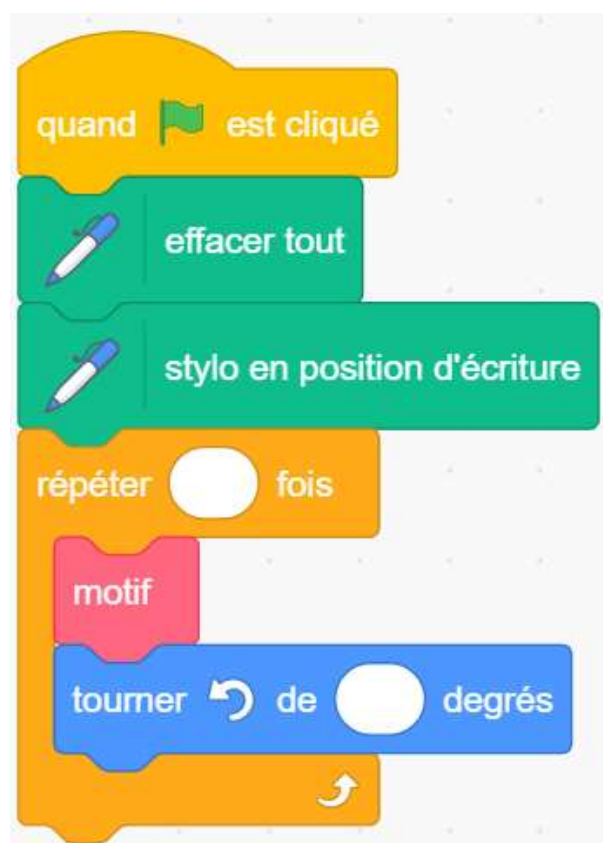 quand est cliqué
effacer tout
stylo en position d'écriture
répéter fois
motif
tourner de degrés